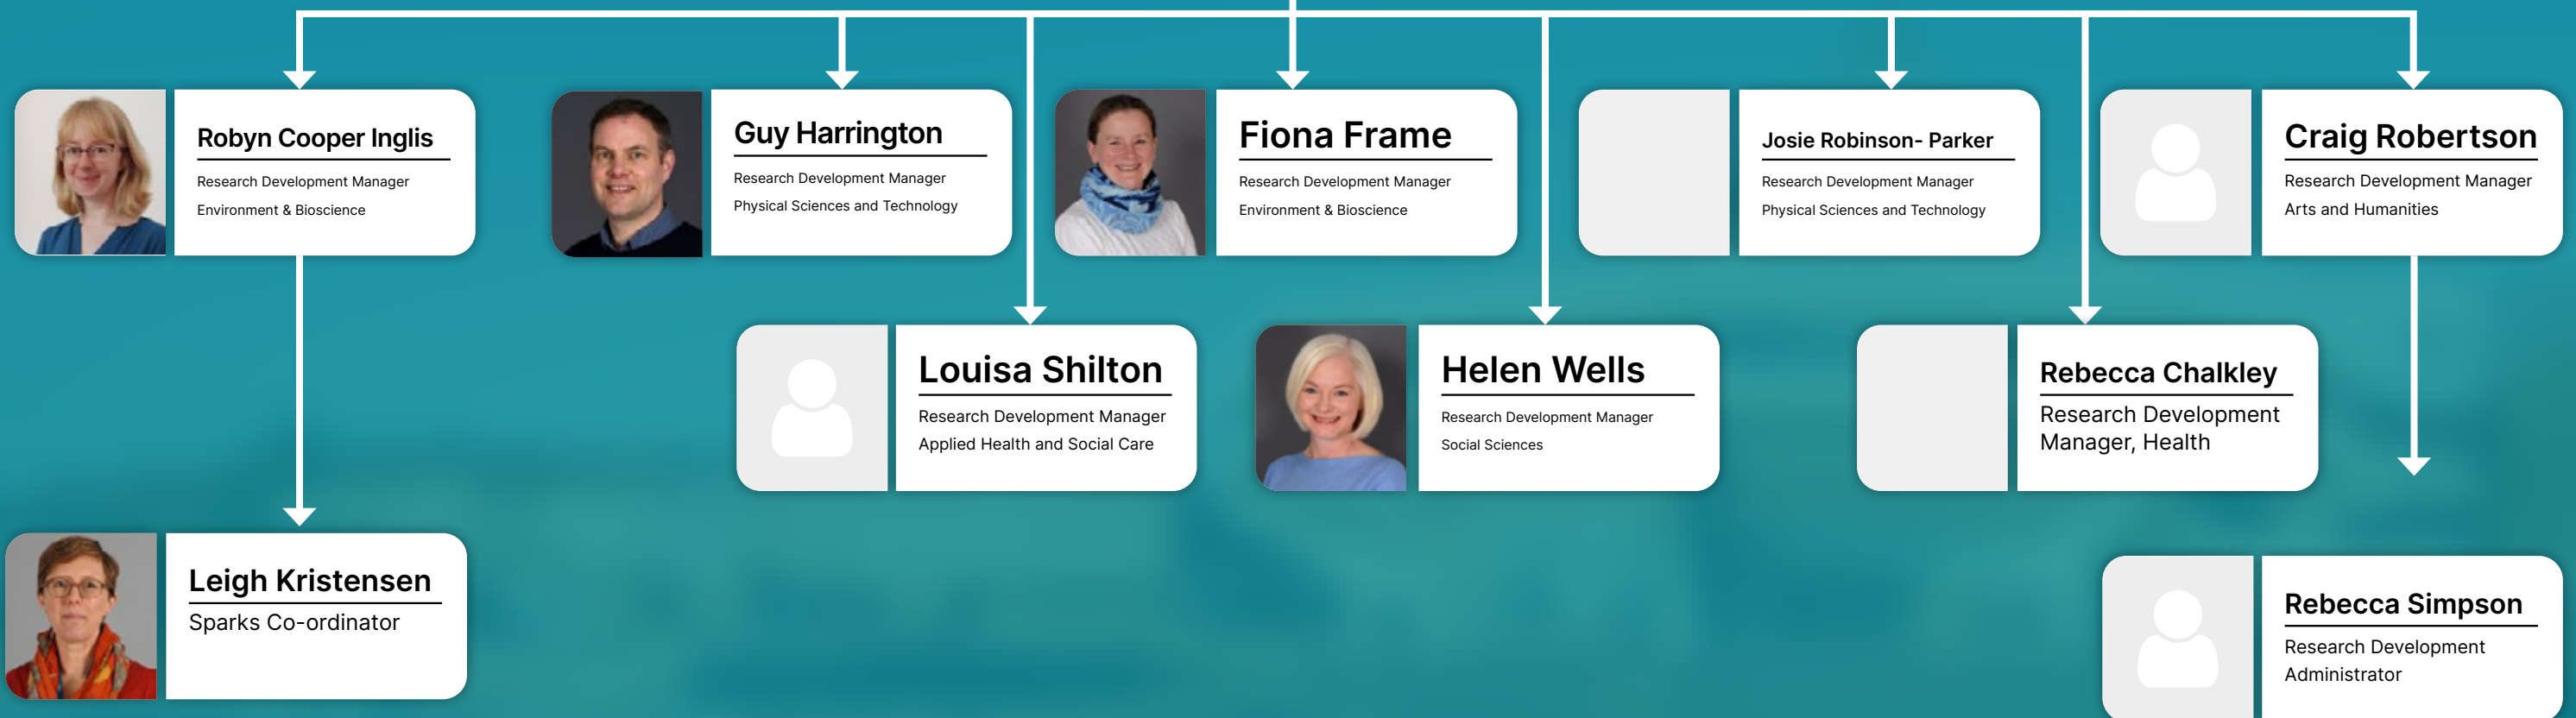 Robyn Cooper Inglis
Research Development Manager
Environment & Bioscience
Guy Harrington
Research Development Manager
Physical Sciences and Technology
Fiona Frame
Research Development Manager
Environment & Bioscience
Josie Robinson- Parker
Research Development Manager
Physical Sciences and Technology
Craig Robertson
Research Development Manager
Arts and Humanities
Louisa Shilton
Research Development Manager
Applied Health and Social Care
Helen Wells
Research Development Manager
Social Sciences
Rebecca Chalkley
Research Development
Manager, Health
Leigh Kristensen
Sparks Co-ordinator
Rebecca Simpson
Research Development
Administrator